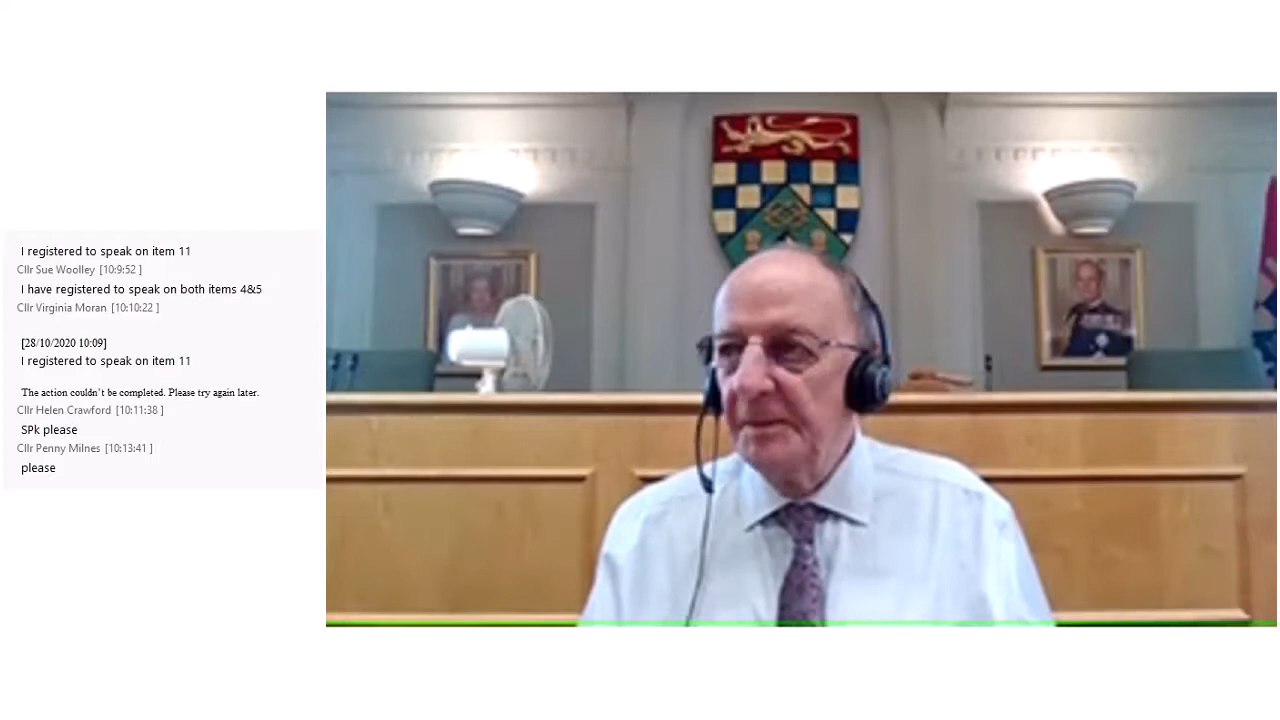 I registered to speak on item 11
Cllr Sue Woolley [10:9:52 ]
I have registered to speak on both items 4&5
Cllr Virginia Moran [10:10:22 ]
[28/10/2020 10:09]
I registered to speak on item 11
The action couldn't be completed. Please try again later.
Cllr Helen Crawford [10:11:38 ]
SPk please
Cllr Penny Milnes [10:13:41 ]
please